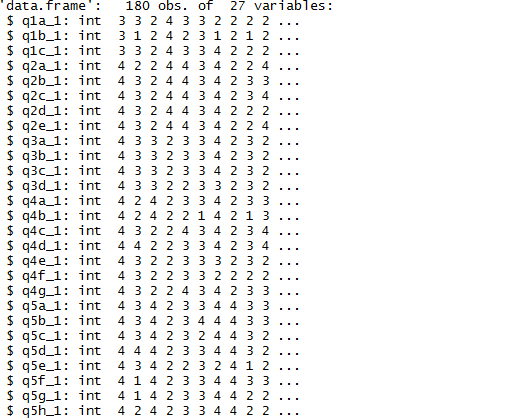 'data.frame':   180 obs. of  27 variables:
 $ q1a_1: int  3 3 2 4 3 3 2 2 2 2 ...
 $ q1b_1: int  3 1 2 4 2 3 1 2 1 2 ...
 $ q1c_1: int  3 3 2 4 3 3 4 2 2 2 ...
 $ q2a_1: int  4 2 2 4 4 3 4 2 2 4 ...
 $ q2b_1: int  4 3 2 4 4 3 4 2 3 3 ...
 $ q2c_1: int  4 3 2 4 4 3 4 2 3 4 ...
 $ q2d_1: int  4 3 2 4 4 3 4 2 2 2 ...
 $ q2e_1: int  4 3 2 4 4 3 4 2 2 4 ...
 $ q3a_1: int  4 3 3 2 3 3 4 2 3 2 ...
 $ q3b_1: int  4 3 3 2 3 3 4 2 3 2 ...
 $ q3c_1: int  4 3 3 2 3 3 4 2 3 2 ...
 $ q3d_1: int  4 3 3 2 2 3 3 2 3 2 ...
 $ q4a_1: int  4 2 4 2 3 3 4 2 3 3 ...
 $ q4b_1: int  4 2 4 2 2 1 4 2 1 3 ...
 $ q4c_1: int  4 3 2 2 4 3 4 2 3 4 ...
 $ q4d_1: int  4 4 2 2 3 3 4 2 3 4 ...
 $ q4e_1: int  4 3 2 2 3 3 3 2 3 2 ...
 $ q4f_1: int  4 3 2 2 3 3 2 2 2 2 ...
 $ q4g_1: int  4 3 2 2 4 3 4 2 3 3 ...
 $ q5a_1: int  4 3 4 2 3 3 4 4 3 3 ...
 $ q5b_1: int  4 3 4 2 3 4 4 4 3 3 ...
 $ q5c_1: int  4 3 4 2 3 2 4 4 3 2 ...
 $ q5d_1: int  4 4 4 2 3 3 4 4 3 2 ...
 $ q5e_1: int  4 3 4 2 2 3 2 4 1 2 ...
 $ q5f_1: int  4 1 4 2 3 3 4 4 3 3 ...
 $ q5g_1: int  4 1 4 2 3 3 4 4 2 2 ...
 $ q5h_1: int  4 2 4 2 3 3 4 4 2 2 ...